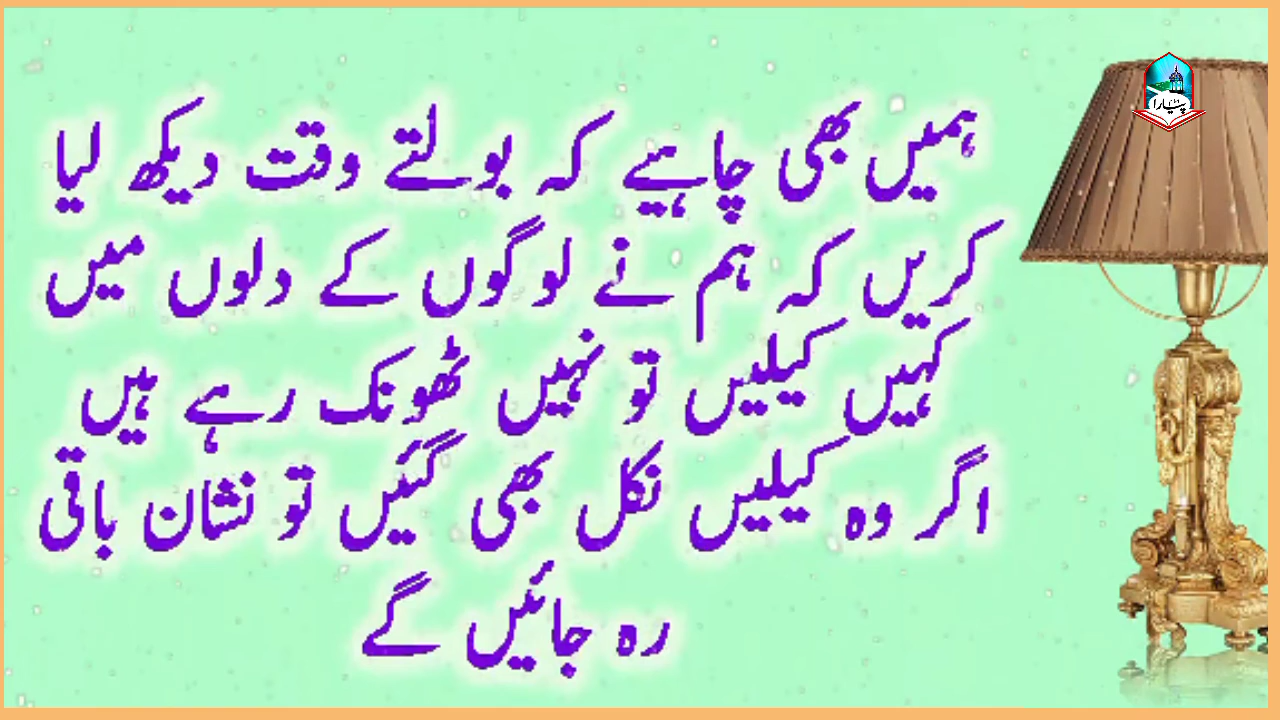 ہمیں بھی چاہیے کہ بولتے وقت دیکھ لیا
کریں کہ ہم نے لوگوں کے دلوں میں
کہیں کیلیں تو نہیں ٹھونک رہے ہیں
اگر وہ کیلیں نکل بھی گئیں تو نشان باقی
رہ جائیں گے